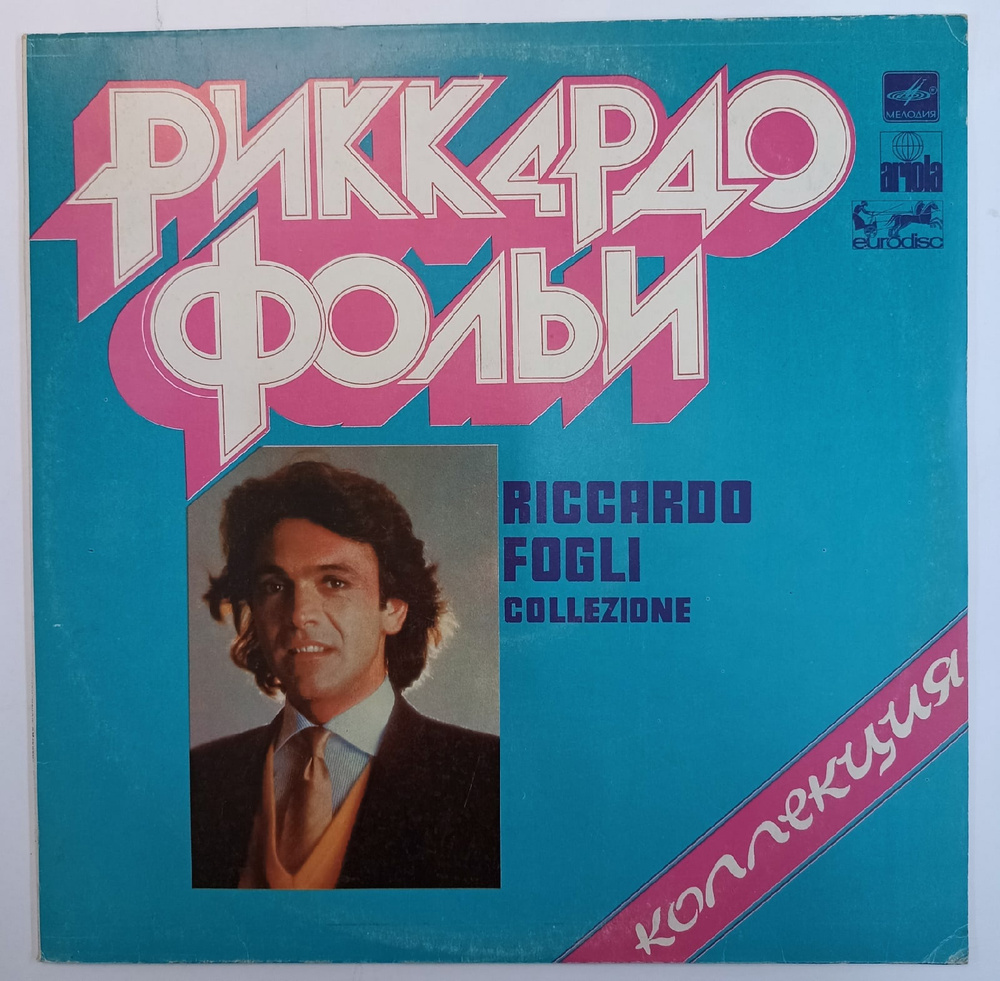 РИККАРДО
ФОЛЬИ
МЕЛОДИЯ
ariola
eurodisc
RICCARDO
FOGLI
COLLEZIONE
КОЛЛЕКЦИЯ